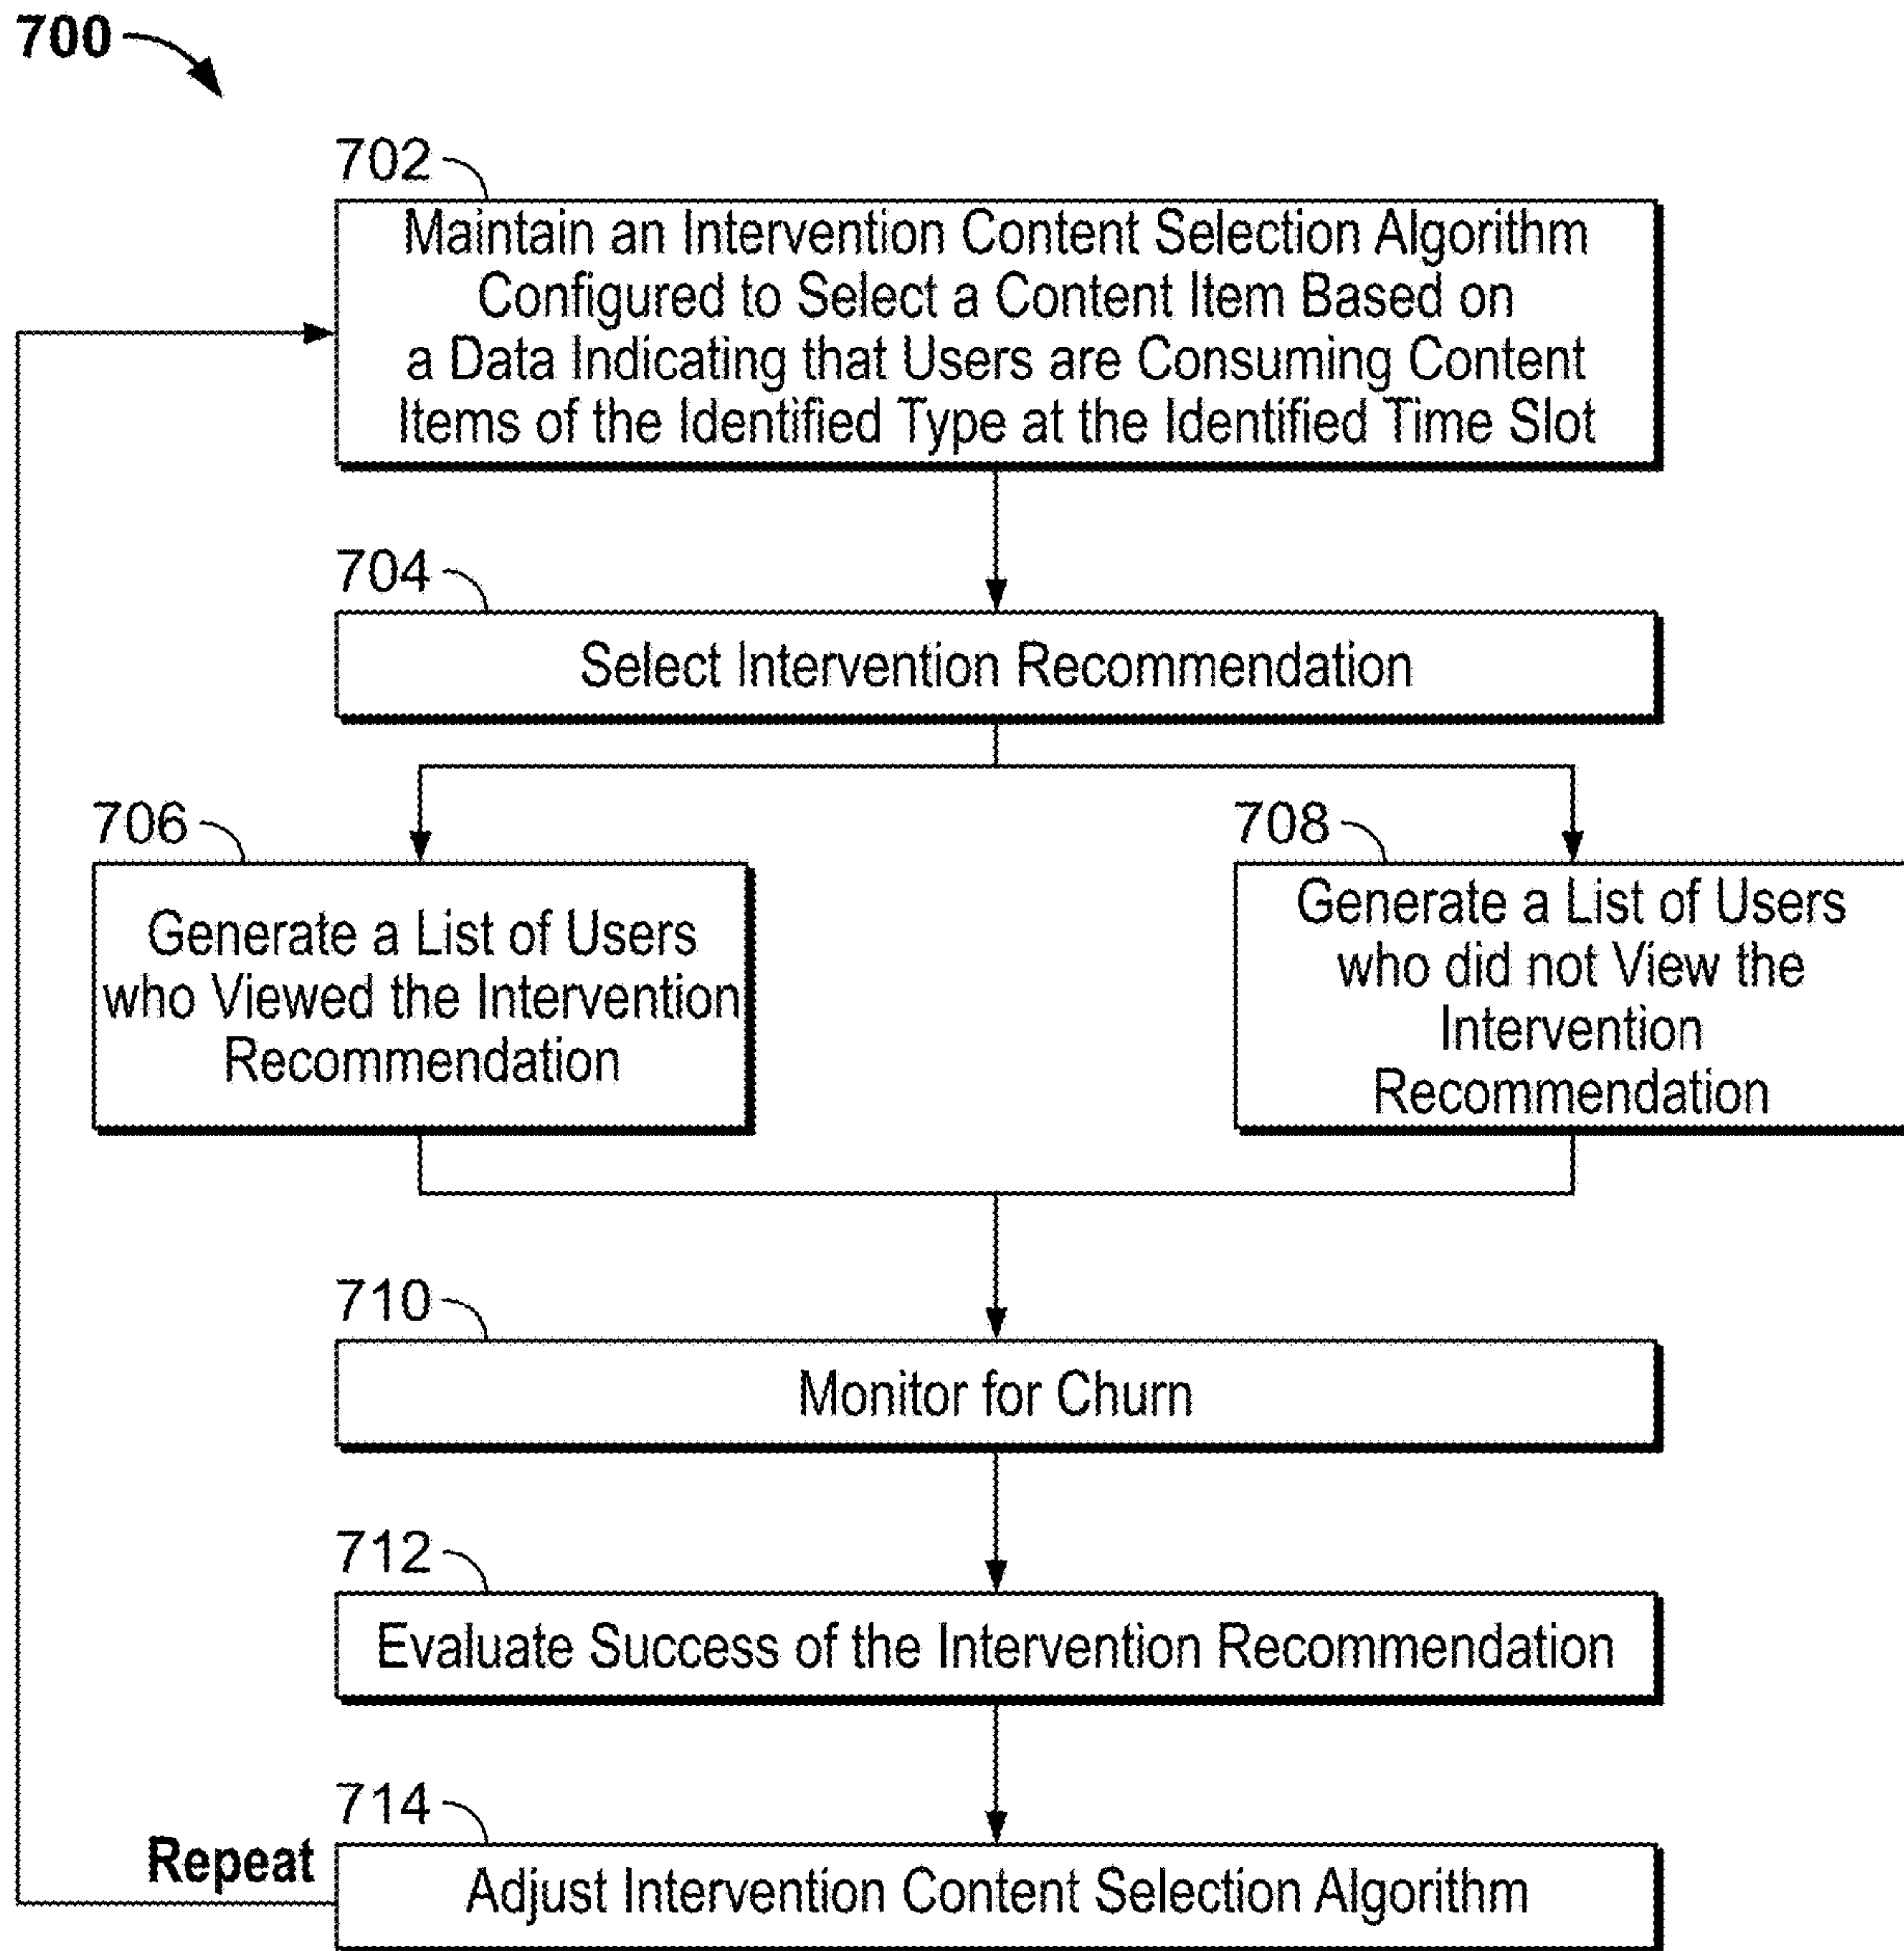 700
702
Maintain an Intervention Content Selection Algorithm
Configured to Select a Content Item Based on
a Data Indicating that Users are Consuming Content
Items of the Identified Type at the Identified Time Slot
704
Select Intervention Recommendation
706
Generate a List of Users
who Viewed the Intervention
Recommendation
708
Generate a List of Users
who did not View the
Intervention
Recommendation
710
Monitor for Churn
712
Evaluate Success of the Intervention Recommendation
714
Repeat
Adjust Intervention Content Selection Algorithm